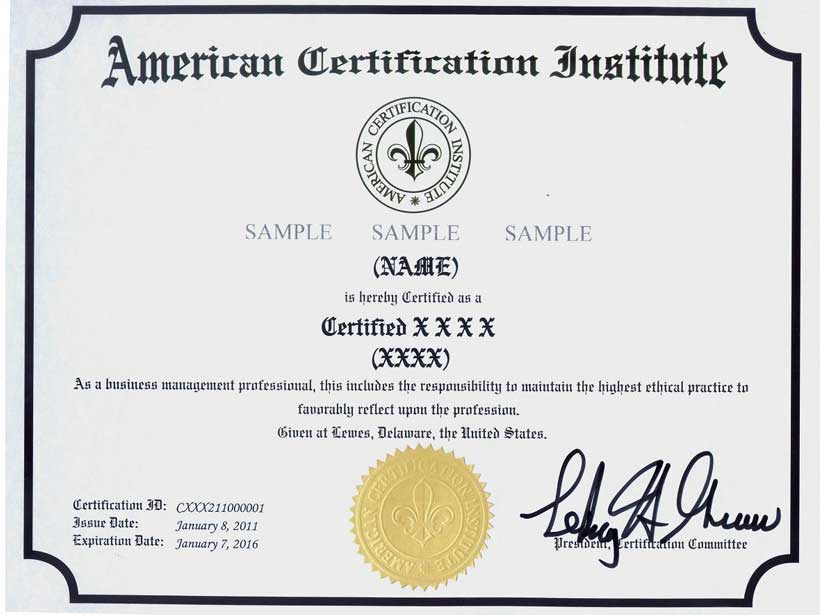 American Certification Institute
AMERICAN CERTIFICATION INSTITUTE
SAMPLE SAMPLE SAMPLE
(NAME)
is hereby Certified as a
Certified X X X X
(XXXX)
As a business management professional, this includes the responsibility to maintain the highest ethical practice to
favorably reflect upon the profession.
Given at Lewes, Delaware, the United States.
AMERICAN CERTIFICATION INSTITUTE
Certification ID: CXXX211000001
Issue Date: January 8, 2011
Expiration Date: January 7, 2016
President, Certification Committee